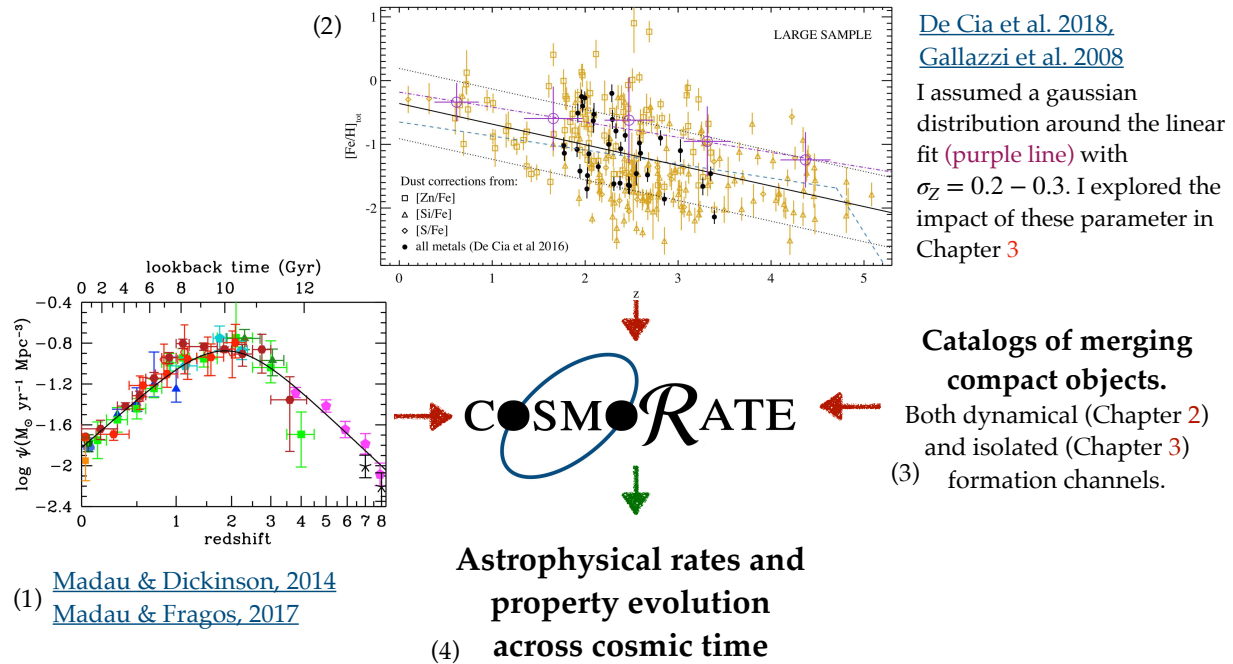 (2)
LARGE SAMPLE
1
0
-1
-2
[Fe/H]tot
Dust corrections from:
[Zn/Fe]
[Si/Fe]
[S/Fe]
all metals (De Cia et al 2016)
0 1 2 3 4 5
z
De Cia et al. 2018,
Gallazzi et al. 2008
I assumed a gaussian
distribution around the linear
fit (purple line) with
σZ = 0.2 − 0.3. I explored the
impact of these parameter in
Chapter 3
lookback time (Gyr)
0 2 4 6 8 10 12
-0.4
-0.8
-1.2
-1.6
-2
-2.4
log ψ(M⊙ yr⁻¹ Mpc⁻³)
0 1 2 3 4 5 6 7 8
redshift
(1) Madau & Dickinson, 2014
Madau & Fragos, 2017
COSMORATE
Catalogs of merging
compact objects.
Both dynamical (Chapter 2)
and isolated (Chapter 3)
(3) formation channels.
Astrophysical rates and
property evolution
(4) across cosmic time